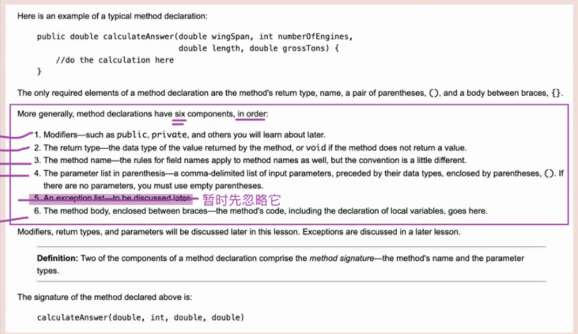 Here is an example of a typical method declaration:
public double calculateAnswer(double wingSpan, int numberOfEngines,
double length, double grossTons) {
//do the calculation here
}
The only required elements of a method declaration are the method's return type, name, a pair of parentheses, (), and a body between braces, {}.
More generally, method declarations have six components, in order:
1. Modifiers—such as public, private, and others you will learn about later.
2. The return type—the data type of the value returned by the method, or void if the method does not return a value.
3. The method name—the rules for field names apply to method names as well, but the convention is a little different.
4. The parameter list in parenthesis—a comma-delimited list of input parameters, preceded by their data types, enclosed by parentheses, (). If
there are no parameters, you must use empty parentheses.
5. An exception list—to be discussed later. 暂时先忽略它
6. The method body, enclosed between braces—the method's code, including the declaration of local variables, goes here.
Modifiers, return types, and parameters will be discussed later in this lesson. Exceptions are discussed in a later lesson.
Definition: Two of the components of a method declaration comprise the method signature—the method's name and the parameter
types.
The signature of the method declared above is:
calculateAnswer(double, int, double, double)